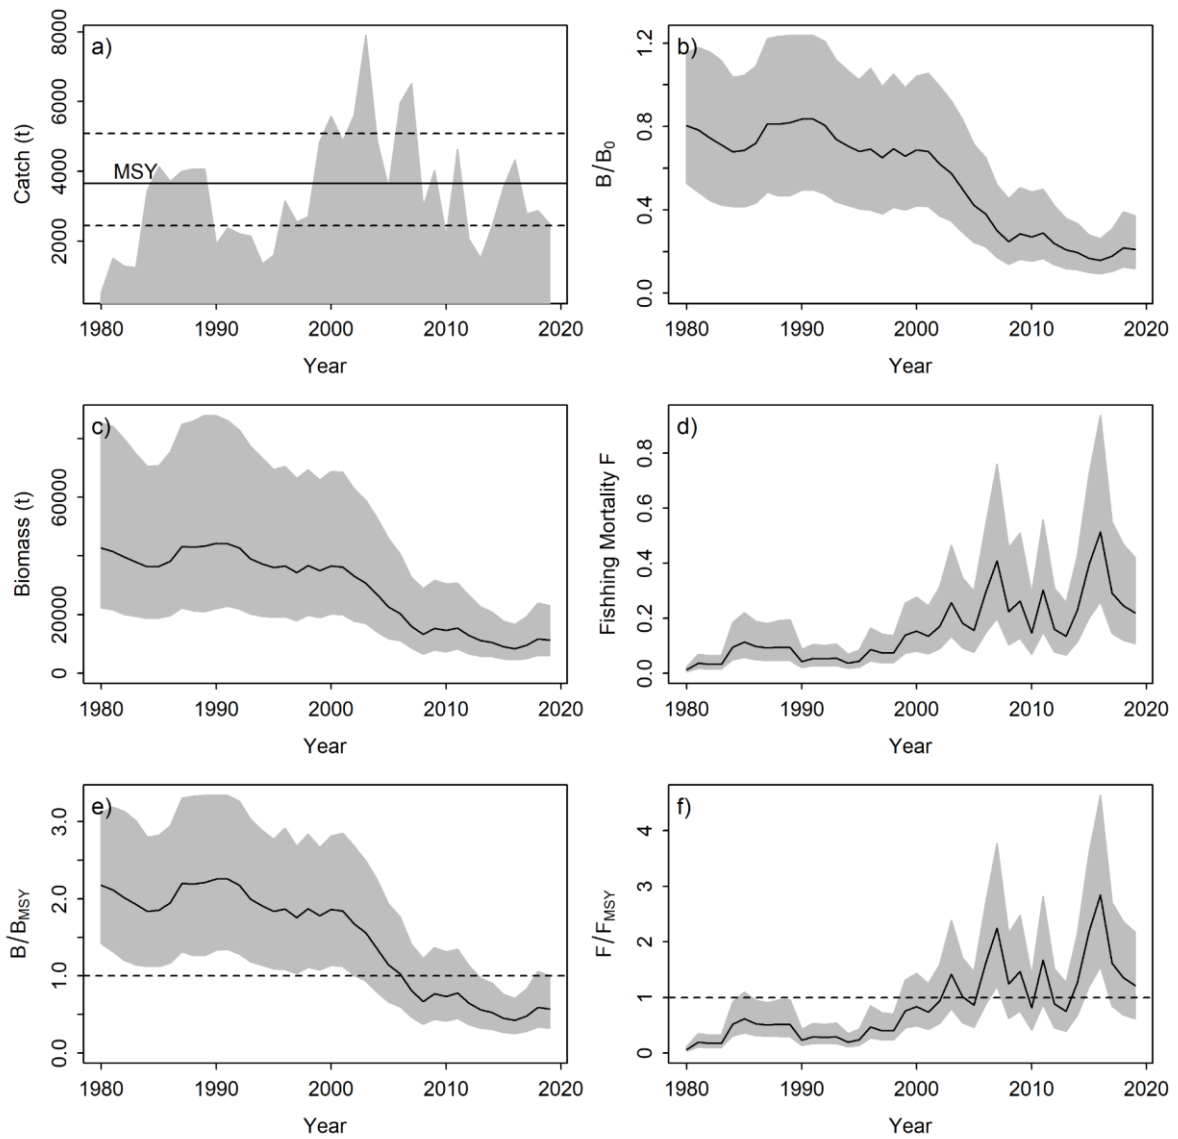 a)
Catch (t)
8000
6000
4000
2000
MSY
1980 1990 2000 2010 2020
Year
b)
B/B0
1.2
0.8
0.4
0.0
1980 1990 2000 2010 2020
Year
c)
Biomass (t)
60000
20000
0
1980 1990 2000 2010 2020
Year
d)
Fishhing Mortality F
0.8
0.6
0.4
0.2
0.0
1980 1990 2000 2010 2020
Year
e)
B/BMSY
3.0
2.0
1.0
0.0
1980 1990 2000 2010 2020
Year
f)
F/FMSY
4
3
2
1
0
1980 1990 2000 2010 2020
Year